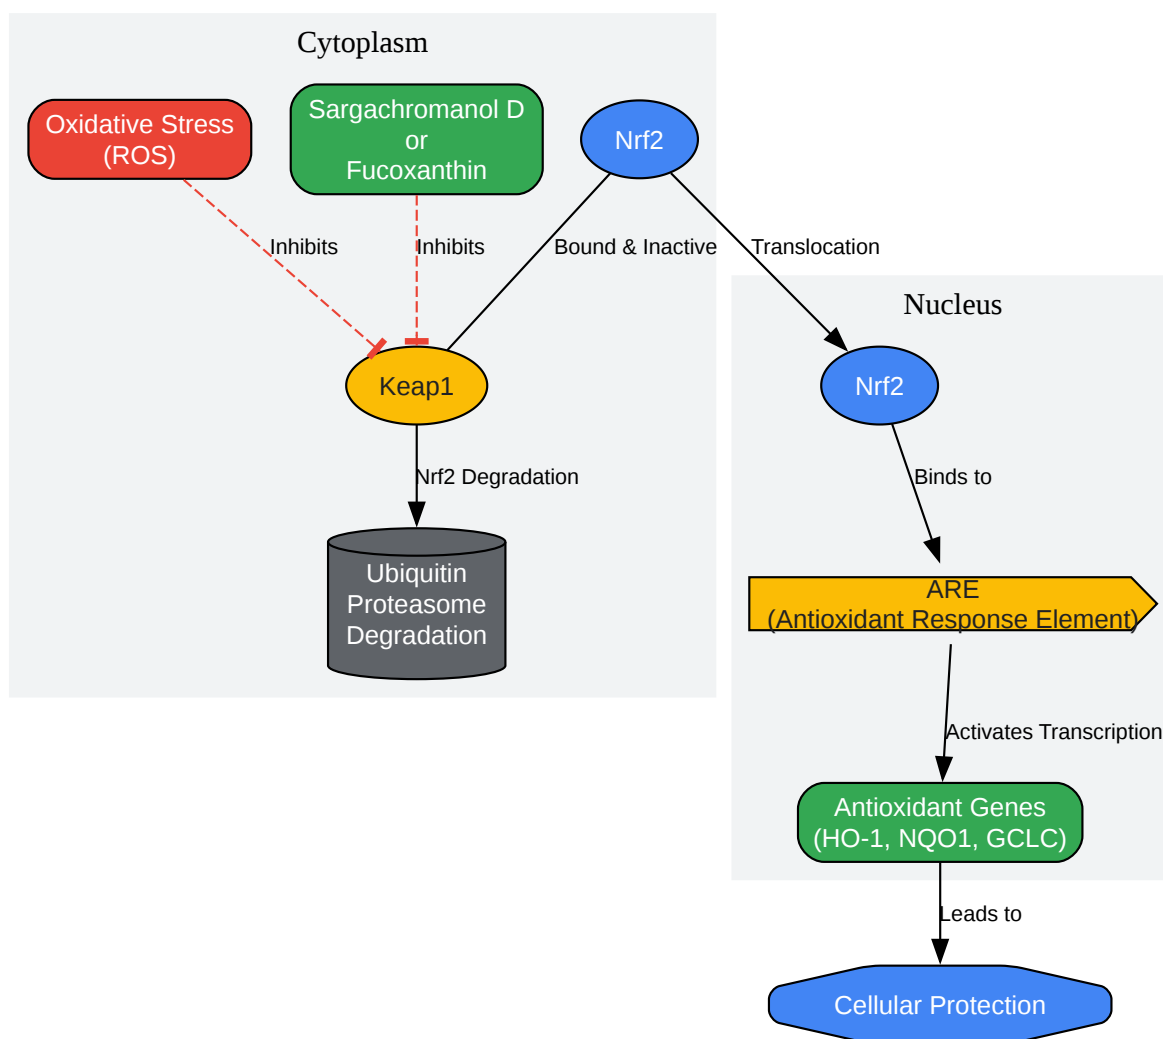 Cytoplasm
Oxidative Stress
(ROS)
Sargachromanol D
or
Fucoxanthin
Nrf2
Inhibits
Inhibits
Bound & Inactive
Translocation
Nucleus
Keap1
Nrf2
Nrf2 Degradation
Binds to
Ubiquitin
Proteasome
Degradation
ARE
(Antioxidant Response Element)
Activates Transcription
Antioxidant Genes
(HO-1, NQO1, GCLC)
Leads to
Cellular Protection